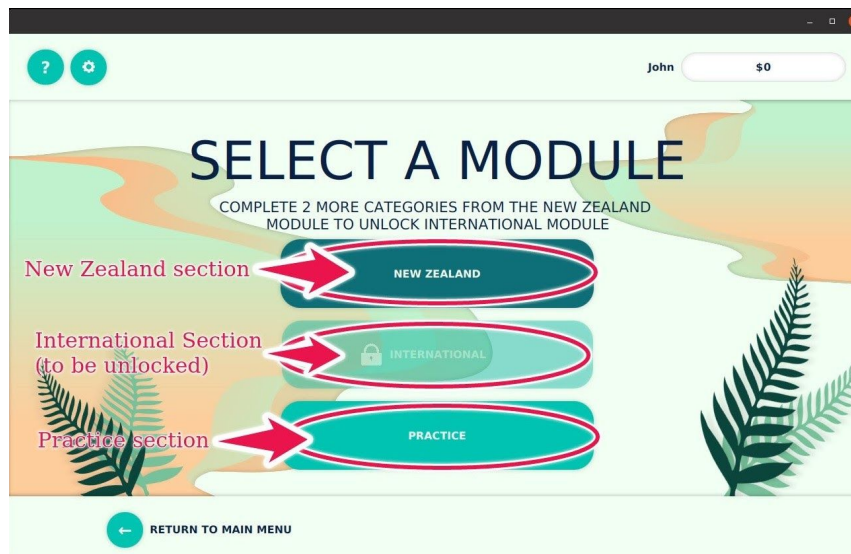 ?
John
$0
SELECT A MODULE
COMPLETE 2 MORE CATEGORIES FROM THE NEW ZEALAND
MODULE TO UNLOCK INTERNATIONAL MODULE
New Zealand section
NEW ZEALAND
International Section
(to be unlocked)
INTERNATIONAL
Practice section
PRACTICE
← RETURN TO MAIN MENU